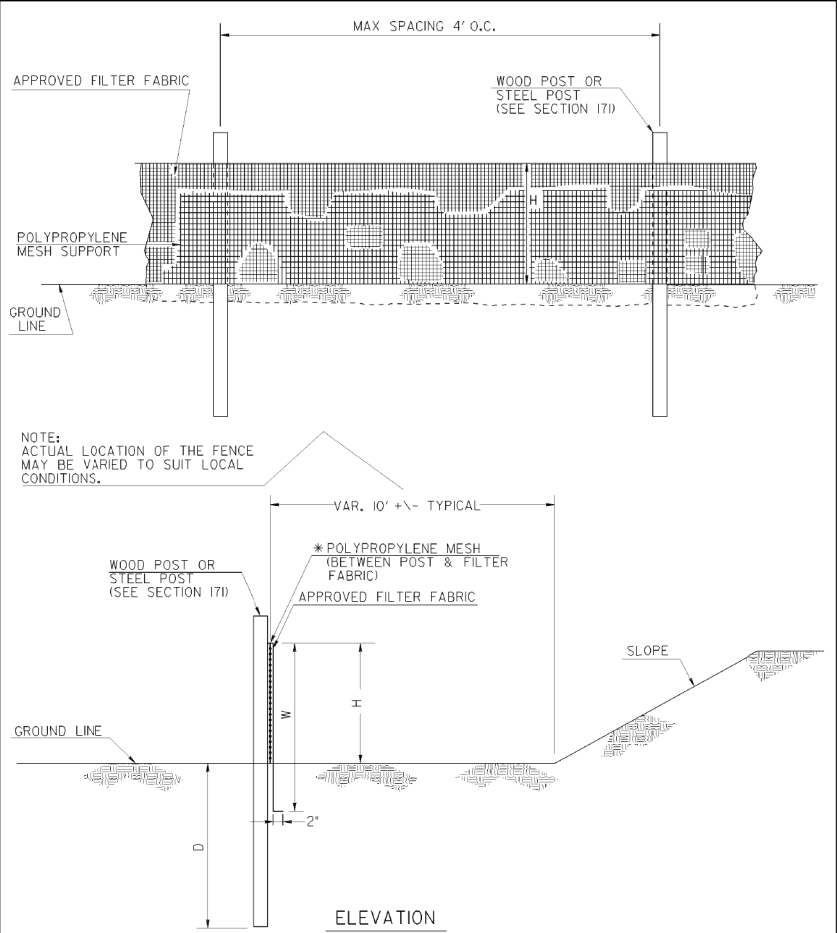 MAX SPACING 4' O.C.
APPROVED FILTER FABRIC
WOOD POST OR
STEEL POST
(SEE SECTION 171)
H
POLYPROPYLENE
MESH SUPPORT
GROUND
LINE
NOTE:
ACTUAL LOCATION OF THE FENCE
MAY BE VARIED TO SUIT LOCAL
CONDITIONS.
VAR. 10' +\- TYPICAL
* POLYPROPYLENE MESH
(BETWEEN POST & FILTER
FABRIC)
WOOD POST OR
STEEL POST
(SEE SECTION 171)
APPROVED FILTER FABRIC
SLOPE
W
H
GROUND LINE
2"
D
ELEVATION